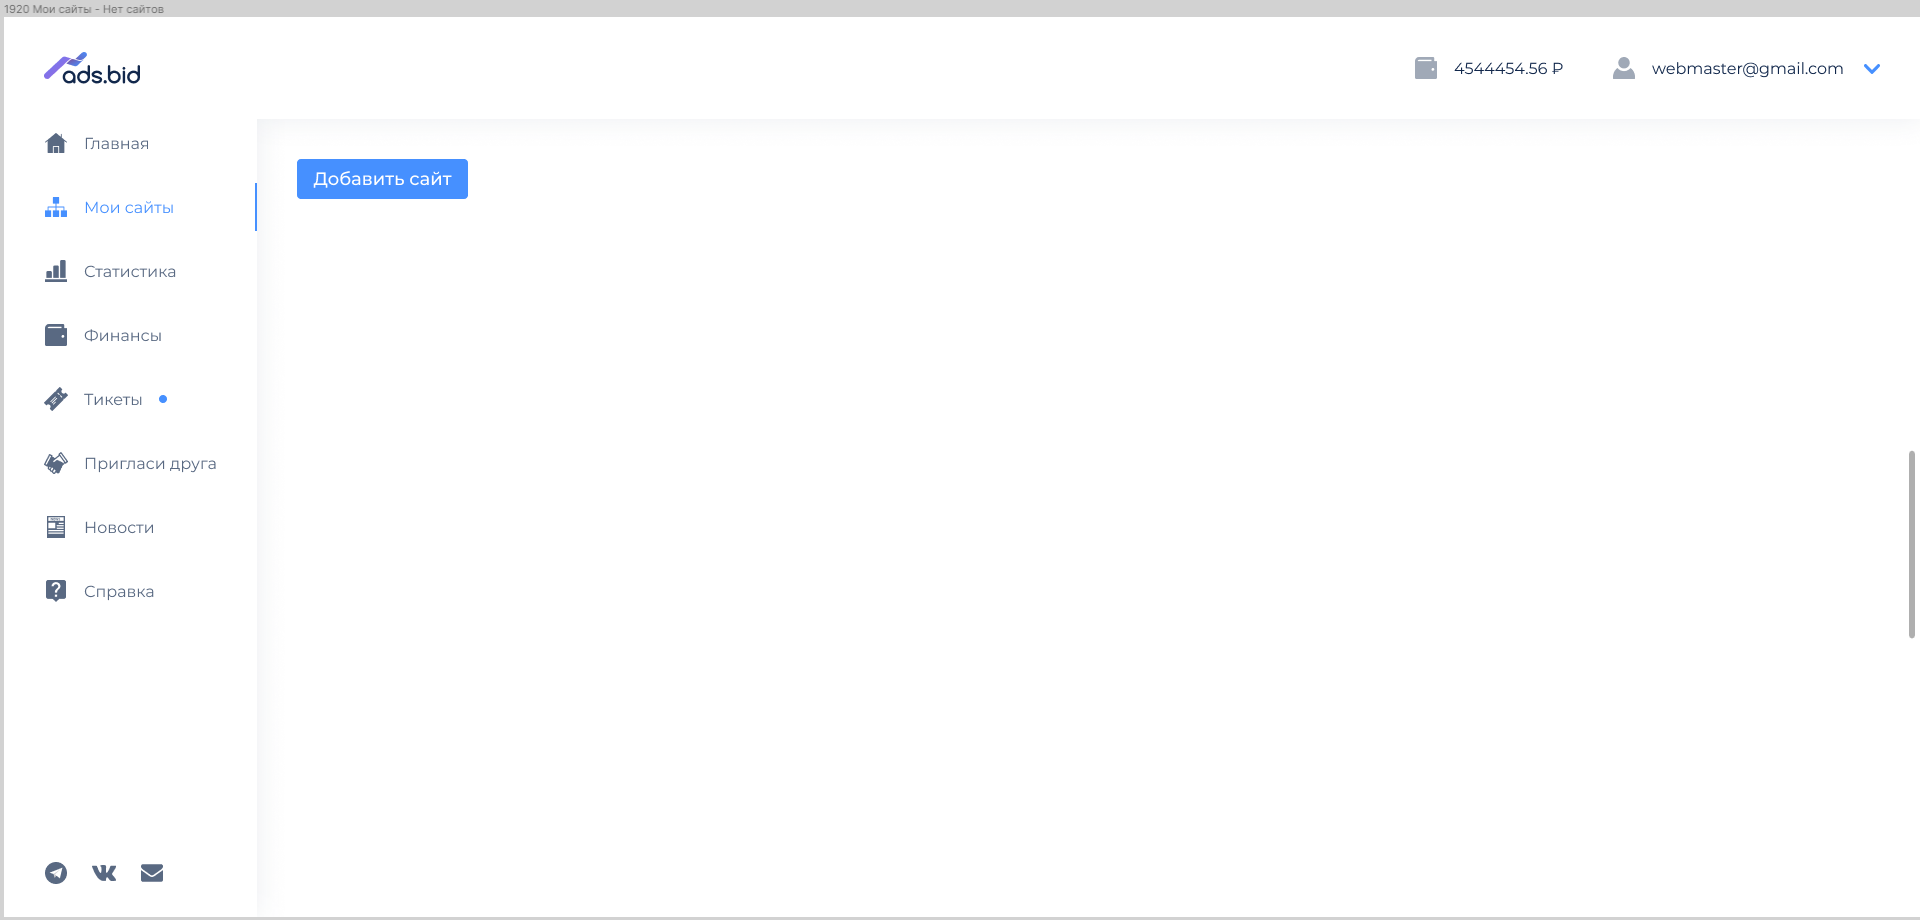 1920 Мои сайты - Нет сайтов
ads.bid
4544454.56 ₽
webmaster@gmail.com
Главная
Добавить сайт
Мои сайты
Статистика
Финансы
Тикеты
Пригласи друга
Новости
Справка